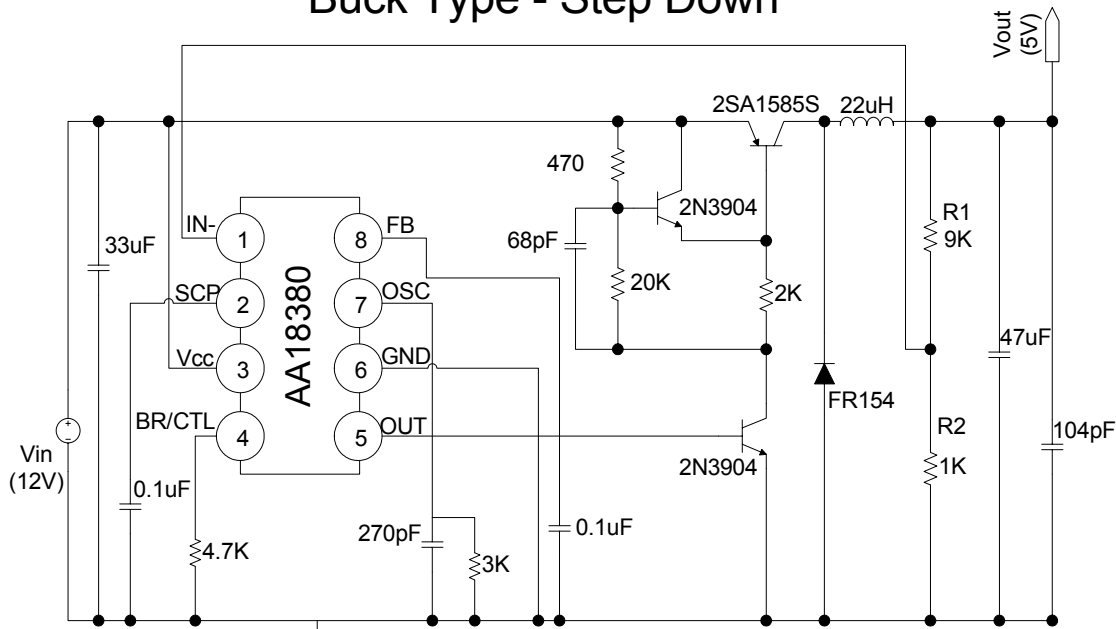 Buck Type - Step Down
Vout
(5V)
2SA1585S
22uH
470
2N3904
R1
9K
IN-
1
8
FB
68pF
33uF
20K
2K
SCP
2
7
OSC
AA18380
47uF
Vcc
3
6
GND
FR154
BR/CTL
4
5
OUT
R2
104pF
Vin
(12V)
2N3904
1K
0.1uF
270pF
0.1uF
4.7K
3K